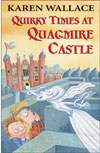 KAREN WALLACE
QUIRKY TIMES AT
QUAGMIRE
CASTLE